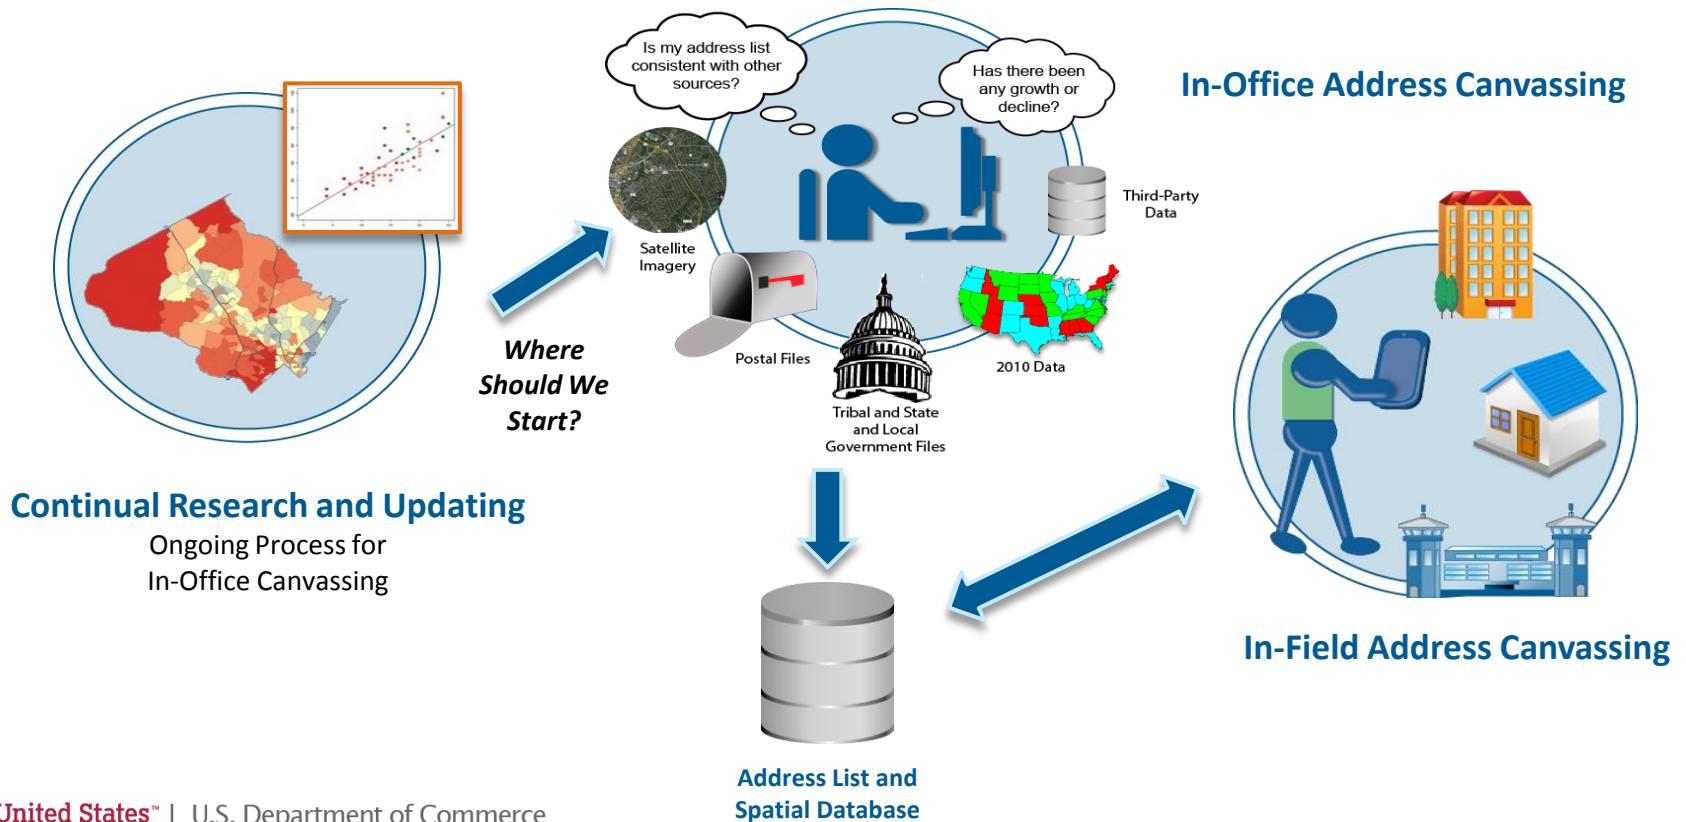 Is my address list
consistent with other
sources?
Has there been
any growth or
decline?
In-Office Address Canvassing
Third-Party
Data
Satellite
Imagery
Postal Files
2010 Data
Tribal and State
and Local
Government Files
Where
Should We
Start?
Continual Research and Updating
Ongoing Process for
In-Office Canvassing
In-Field Address Canvassing
Address List and
Spatial Database
United States™ | U.S. Department of Commerce